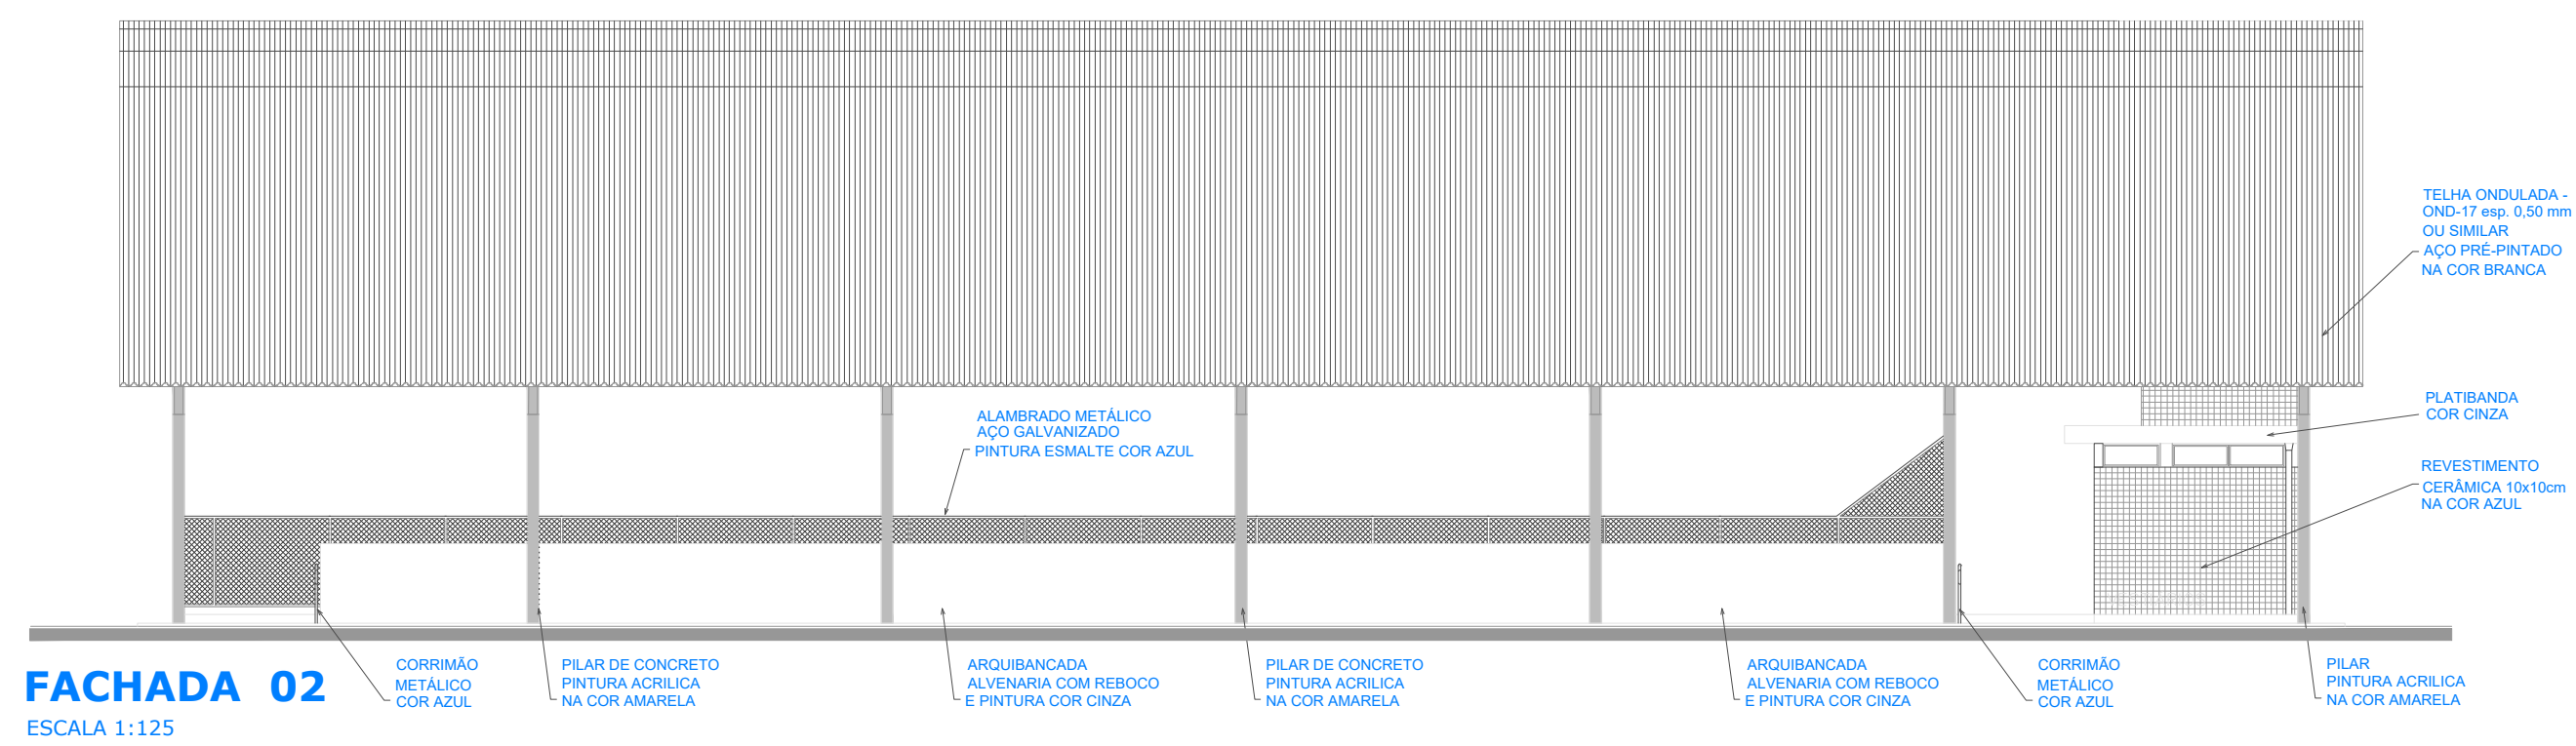 TELHA ONDULADA -
OND-17 esp. 0,50 mm
OU SIMILAR
AÇO PRÉ-PINTADO
NA COR BRANCA
PLATIBANDA
COR CINZA
ALAMBRADO METÁLICO
AÇO GALVANIZADO
PINTURA ESMALTE COR AZUL
REVESTIMENTO
CERÂMICA 10x10cm
NA COR AZUL
CORRIMÃO
METÁLICO
COR AZUL
PILAR DE CONCRETO
PINTURA ACRILICA
NA COR AMARELA
ARQUIBANCADA
ALVENARIA COM REBOCO
E PINTURA COR CINZA
PILAR DE CONCRETO
PINTURA ACRILICA
NA COR AMARELA
ARQUIBANCADA
ALVENARIA COM REBOCO
E PINTURA COR CINZA
CORRIMÃO
METÁLICO
COR AZUL
PILAR
PINTURA ACRILICA
NA COR AMARELA
FACHADA 02
ESCALA 1:125